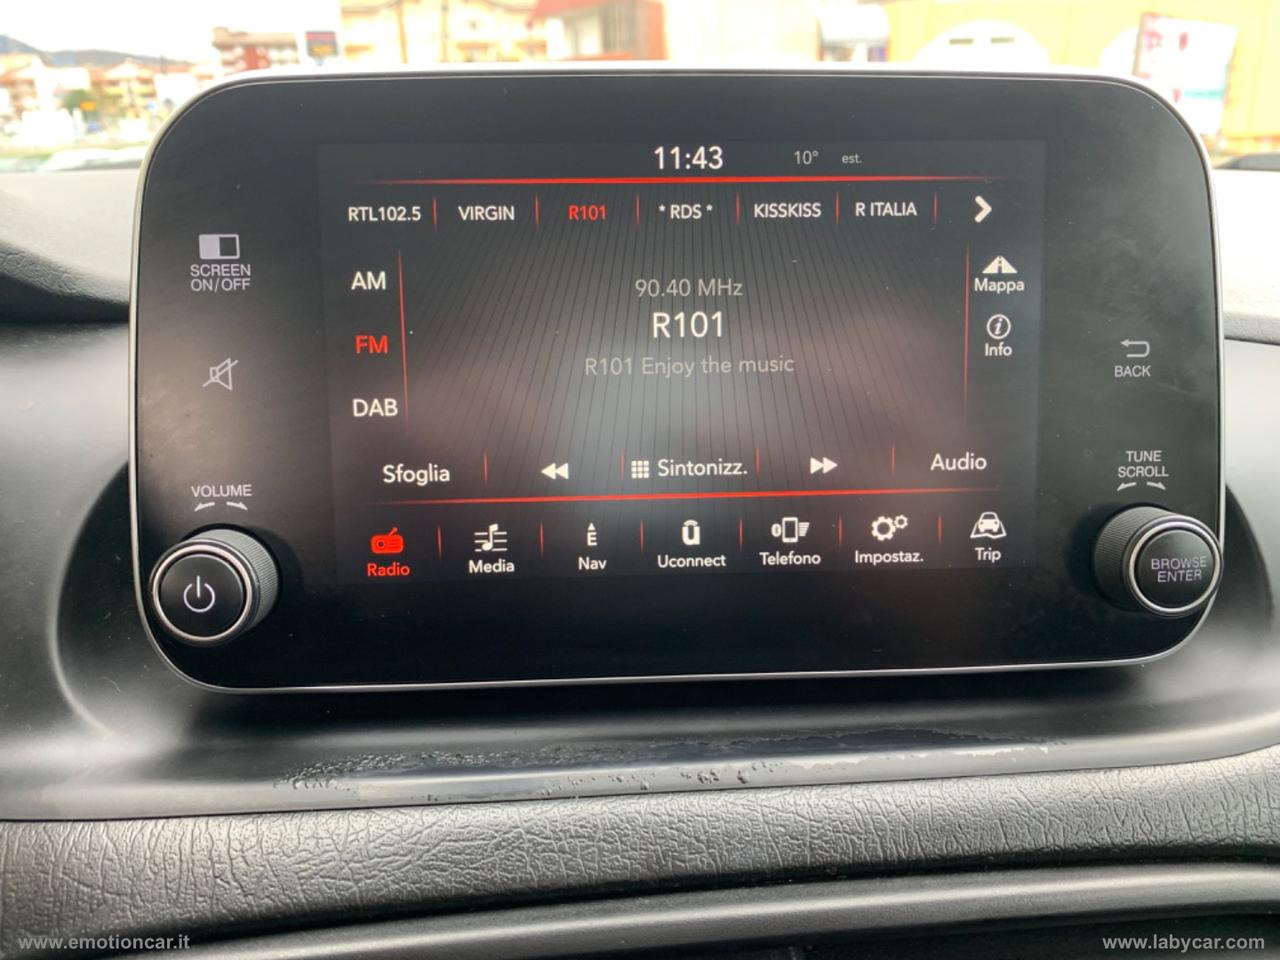 11:43 10° est.
RTL102.5 VIRGIN R101 * RDS * KISSKISS R ITALIA
SCREEN
ON/OFF
AM
FM
DAB
90.40 MHz
R101
R101 Enjoy the music
Mappa
Info
BACK
Sfoglia Sintonizz. Audio
VOLUME
TUNE
SCROLL
Radio Media E Nav Uconnect Telefono Impostaz. Trip
BROWSE
ENTER
www.emotioncar.it
www.labycar.com